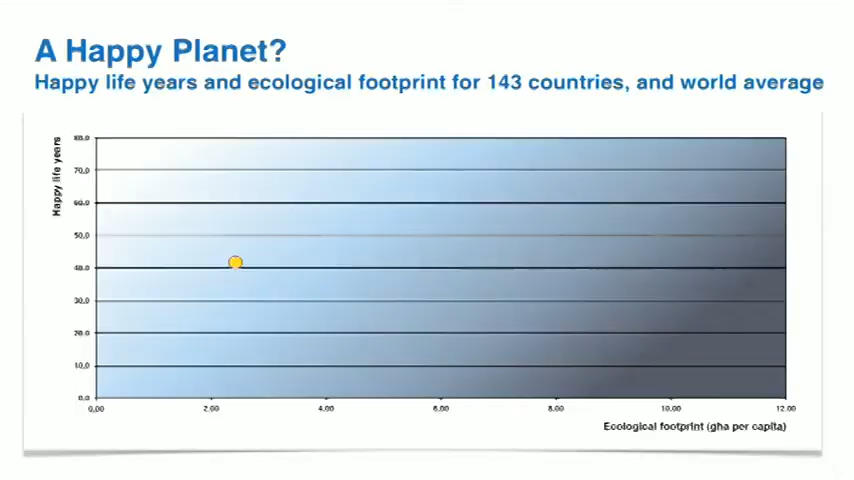 A Happy Planet?
Happy life years and ecological footprint for 143 countries, and world average
Happy life years
80.0
70.0
60.0
50.0
40.0
30.0
20.0
10.0
0.0
0.00 2.00 4.00 6.00 8.00 10.00 12.00
Ecological footprint (gha per capita)